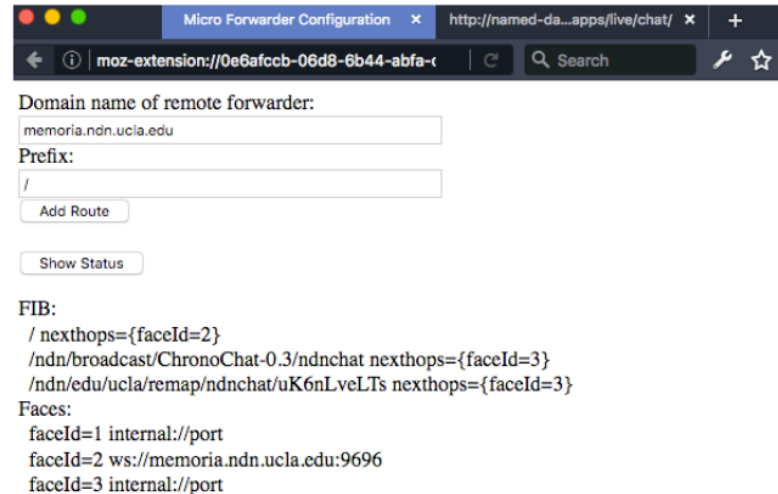 Micro Forwarder Configuration × http://named-da...apps/live/chat/ × +
moz-extension://0e6afccb-06d8-6b44-abfa-c Search
Domain name of remote forwarder:
memoria.ndn.ucla.edu
Prefix:
/
Add Route
Show Status
FIB:
/ nexthops={faceId=2}
/ndn/broadcast/ChronoChat-0.3/ndnchat nexthops={faceId=3}
/ndn/edu/ucla/remap/ndnchat/uK6nLveLTs nexthops={faceId=3}
Faces:
faceId=1 internal://port
faceId=2 ws://memoria.ndn.ucla.edu:9696
faceId=3 internal://port